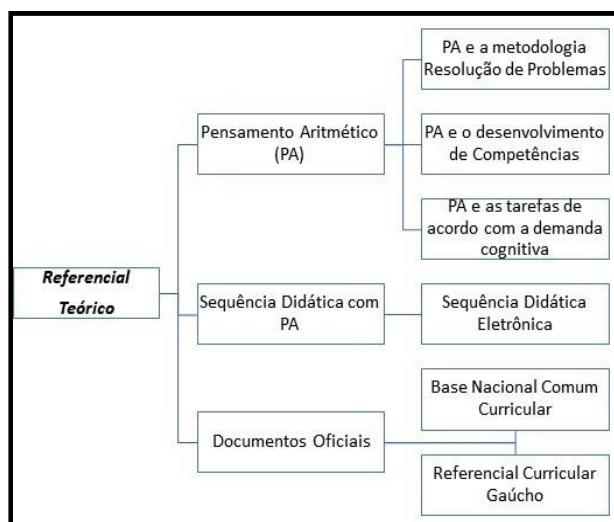 Referencial
Teórico
Pensamento Aritmético
(PA)
PA e a metodologia
Resolução de Problemas
PA e o desenvolvimento
de Competências
PA e as tarefas de
acordo com a demanda
cognitiva
Sequência Didática com
PA
Sequência Didática
Eletrônica
Documentos Oficiais
Base Nacional Comum
Curricular
Referencial Curricular
Gaúcho